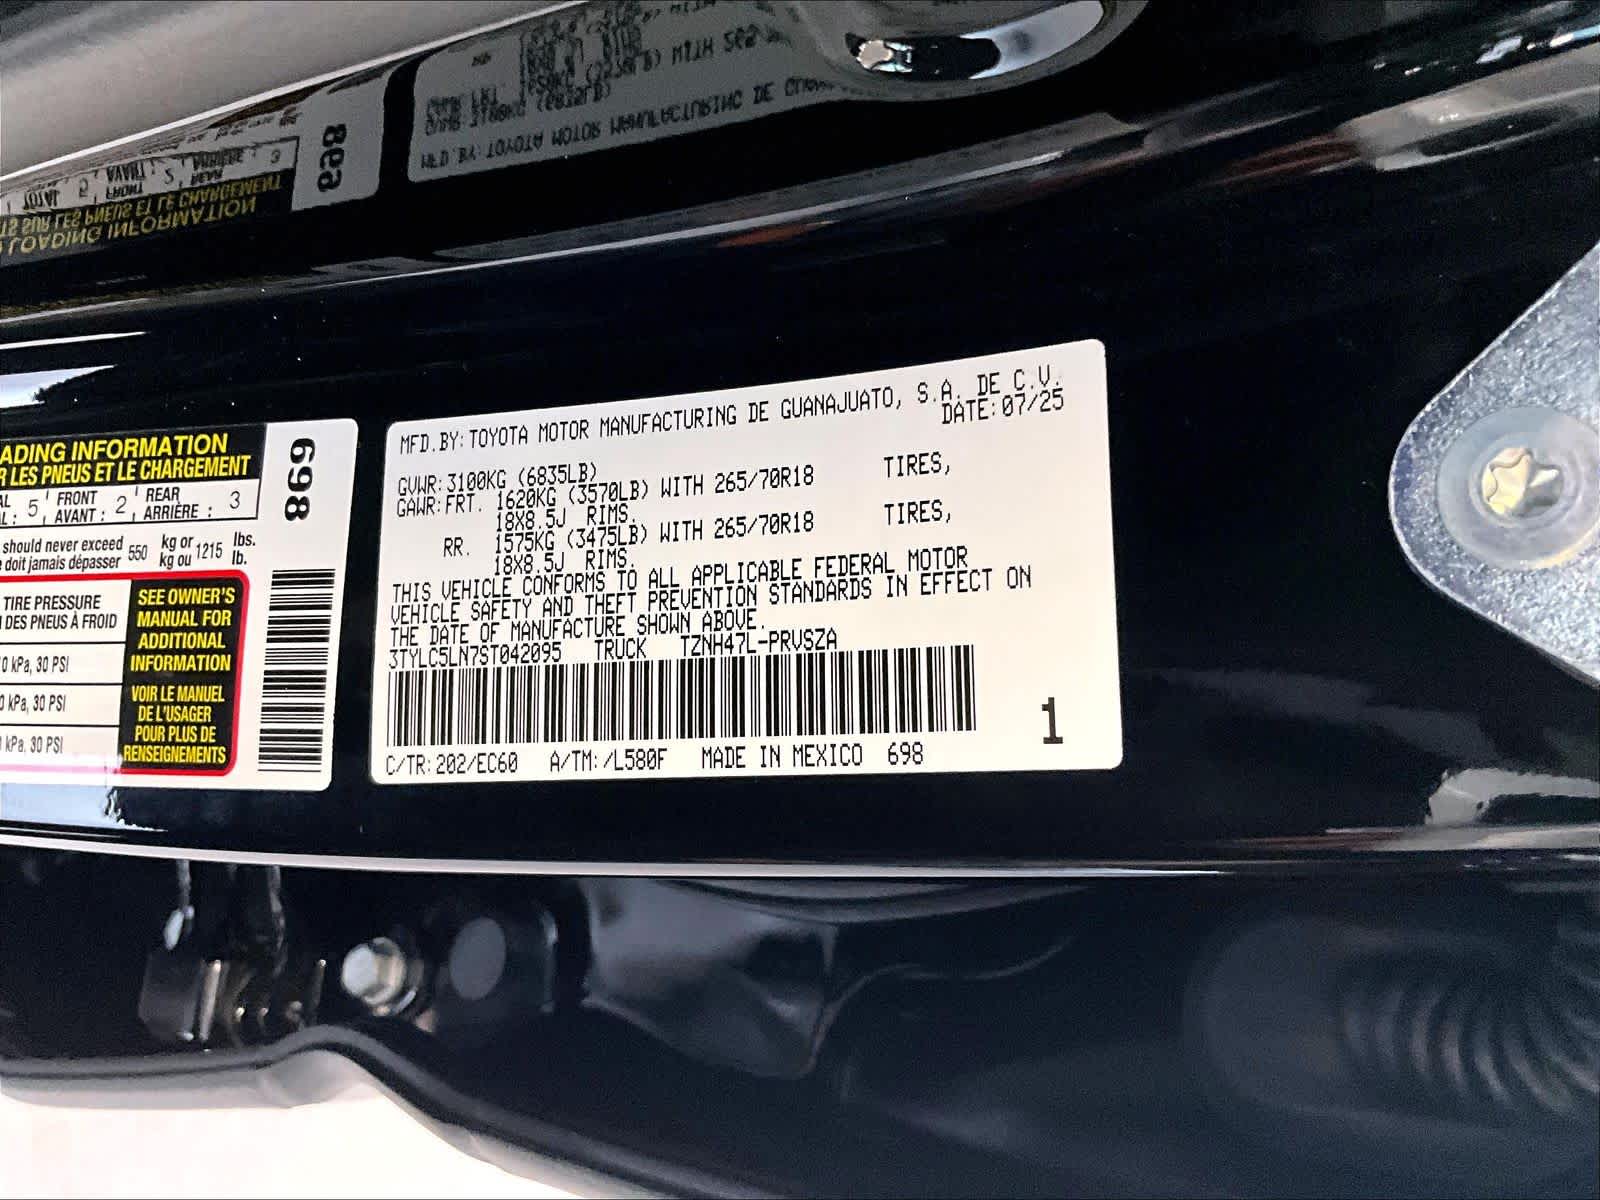 MFD.BY:TOYOTA MOTOR MANUFACTURING DE GUANAJUATO, S.A. DE C.V.
DATE:07/25
GVWR:3100KG (6835LB)
GAWR:FRT. 1620KG (3570LB) WITH 265/70R18 TIRES,
18X8.5J RIMS.
RR. 1575KG (3475LB) WITH 265/70R18 TIRES,
18X8.5J RIMS.
THIS VEHICLE CONFORMS TO ALL APPLICABLE FEDERAL MOTOR
VEHICLE SAFETY AND THEFT PREVENTION STANDARDS IN EFFECT ON
THE DATE OF MANUFACTURE SHOWN ABOVE.
3TYLC5LN7ST042095 TRUCK TZNH47L-PRVSZA
1
C/TR:202/EC60 A/TM:/L580F MADE IN MEXICO 698
ADING INFORMATION
R LES PNEUS ET LE CHARGEMENT
AL 5 FRONT 2 REAR 3
L: AVANT : ARRIÈRE :
698
should never exceed 550 kg or 1215 lbs.
doit jamais dépasser kg ou lb.
TIRE PRESSURE
DES PNEUS À FROID
0 kPa, 30 PSI
0 kPa, 30 PSI
kPa, 30 PSI
SEE OWNER'S
MANUAL FOR
ADDITIONAL
INFORMATION
VOIR LE MANUEL
DE L'USAGER
POUR PLUS DE
RENSEIGNEMENTS